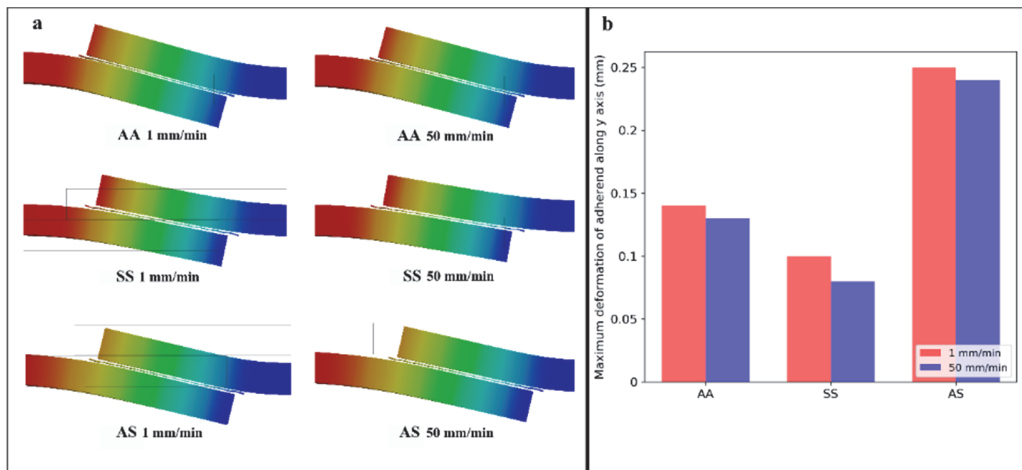 a
AA 1 mm/min
AA 50 mm/min
SS 1 mm/min
SS 50 mm/min
AS 1 mm/min
AS 50 mm/min
b
Maximum deformation of adherend along y axis (mm)
0.25
0.2
0.15
0.1
0.05
0
AA
SS
AS
1 mm/min
50 mm/min